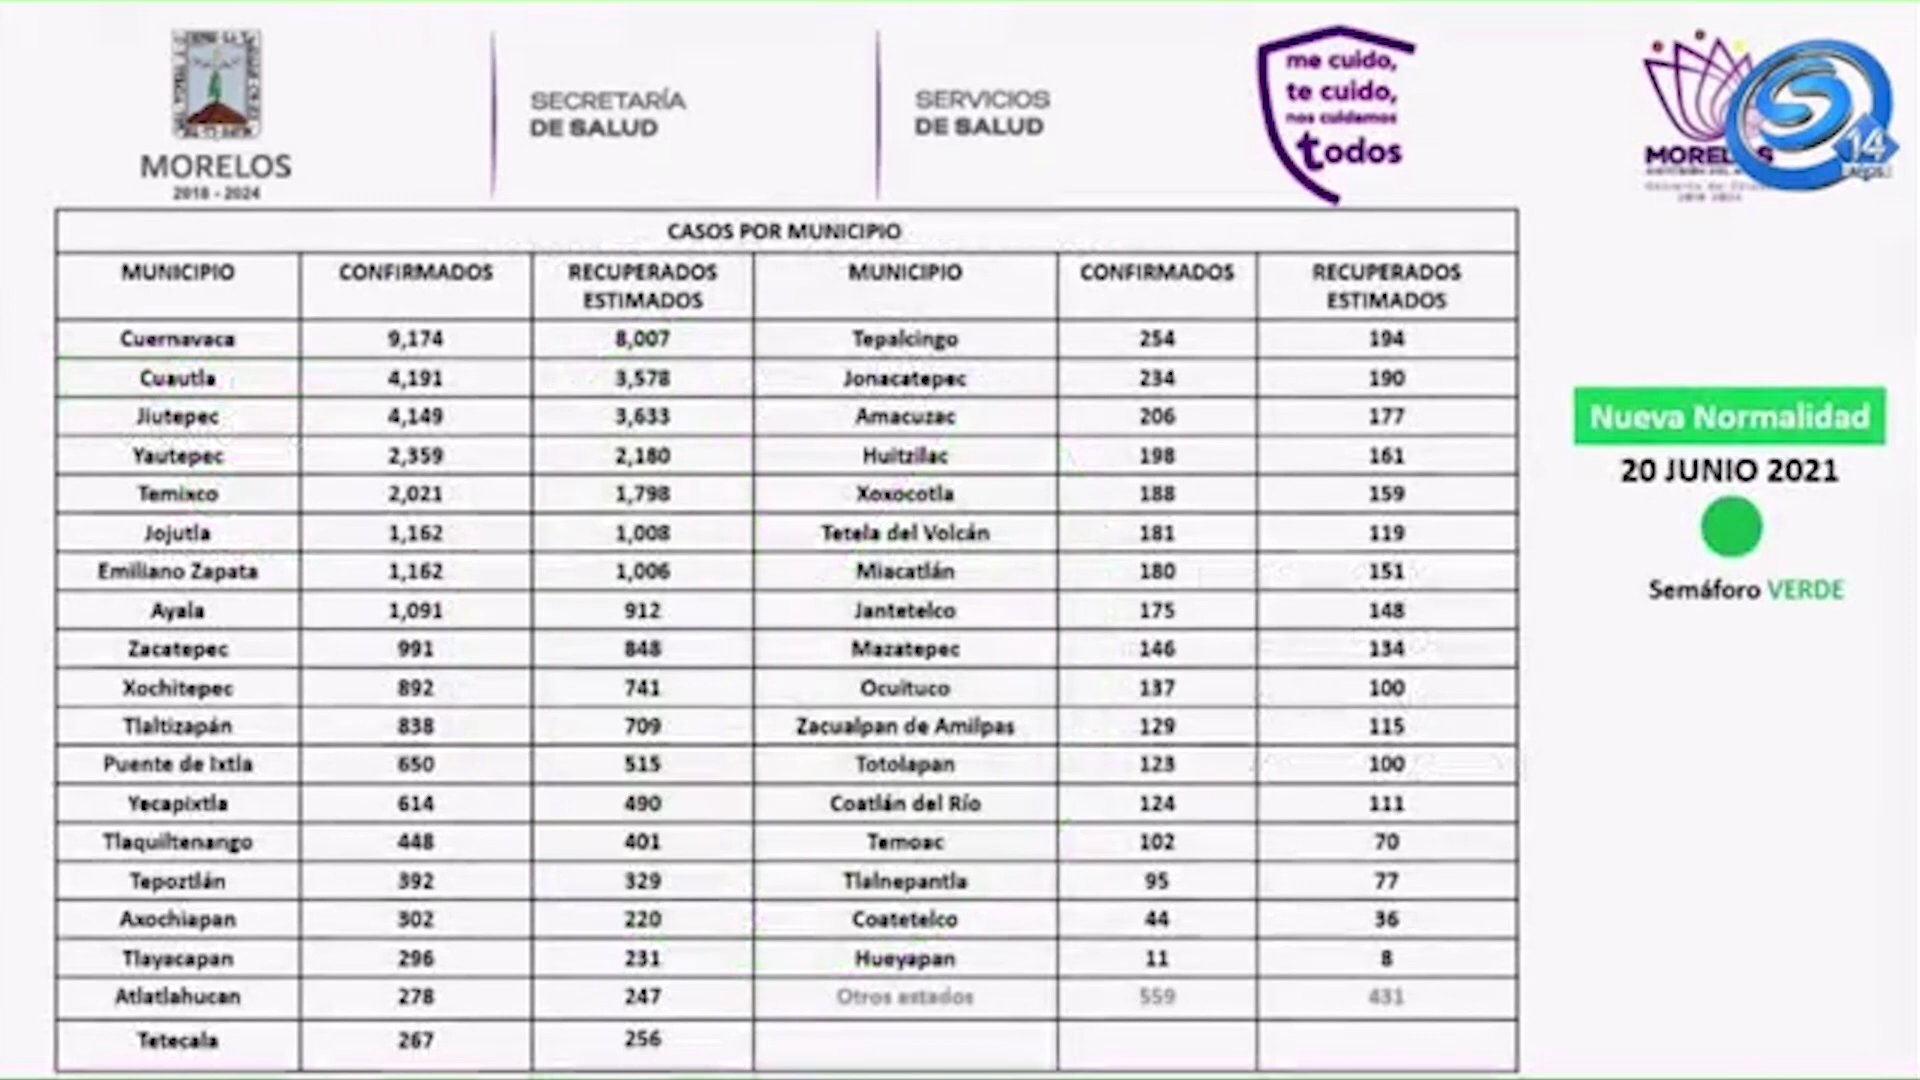 MORELOS
2018 - 2024
SECRETARÍA
DE SALUD
SERVICIOS
DE SALUD
me cuido,
te cuido,
nos cuidamos
todos
14
CASOS POR MUNICIPIO
MUNICIPIO CONFIRMADOS RECUPERADOS ESTIMADOS MUNICIPIO CONFIRMADOS RECUPERADOS ESTIMADOS
Cuernavaca 9,174 8,007 Tepalcingo 254 194
Cuautla 4,191 3,578 Jonacatepec 234 190
Jiutepec 4,149 3,633 Amacuzac 206 177
Yautepec 2,359 2,180 Huitzilac 198 161
Temixco 2,021 1,798 Xoxocotla 188 159
Jojutla 1,162 1,008 Tetela del Volcán 181 119
Emiliano Zapata 1,162 1,006 Miacatlán 180 151
Ayala 1,091 912 Jantetelco 175 148
Zacatepec 991 848 Mazatepec 146 134
Xochitepec 892 741 Ocuituco 137 100
Tlaltizapán 838 709 Zacualpan de Amilpas 129 115
Puente de Ixtla 650 515 Totolapan 123 100
Yecapixtla 614 490 Coatlán del Río 124 111
Tlaquiltenango 448 401 Temoac 102 70
Tepoztlán 392 329 Tlalnepantla 95 77
Axochiapan 302 220 Coatetelco 44 36
Tlayacapan 296 231 Hueyapan 11 8
Atlatlahucan 278 247 Otros estados 559 431
Tetecala 267 256
Nueva Normalidad
20 JUNIO 2021
Semáforo VERDE